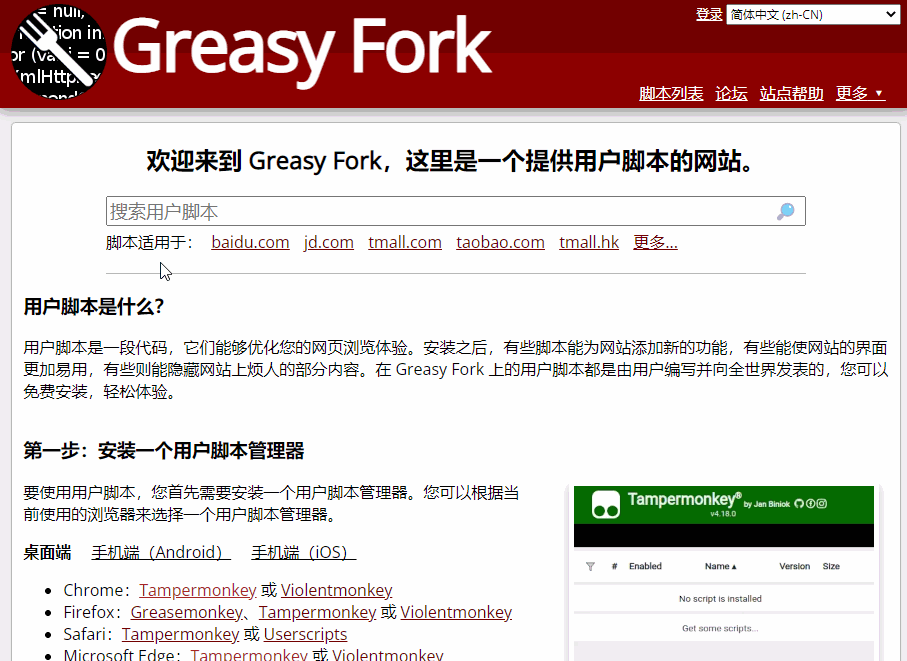 = null,
tion in
or (va i = 0
XmlHttp
Greasy Fork
登录 简体中文 (zh-CN)
脚本列表 论坛 站点帮助 更多 ▼
欢迎来到 Greasy Fork，这里是一个提供用户脚本的网站。
搜索用户脚本
脚本适用于： baidu.com jd.com tmall.com taobao.com tmall.hk 更多...
用户脚本是什么？
用户脚本是一段代码，它们能够优化您的网页浏览体验。安装之后，有些脚本能为网站添加新的功能，有些能使网站的界面
更加易用，有些则能隐藏网站上烦人的部分内容。在 Greasy Fork 上的用户脚本都是由用户编写并向全世界发表的，您可以
免费安装，轻松体验。
第一步：安装一个用户脚本管理器
要使用用户脚本，您首先需要安装一个用户脚本管理器。您可以根据当
前使用的浏览器来选择一个用户脚本管理器。
桌面端 手机端（Android） 手机端（iOS）
• Chrome：Tampermonkey 或 Violentmonkey
• Firefox：Greasemonkey、Tampermonkey 或 Violentmonkey
• Safari：Tampermonkey 或 Userscripts
• Microsoft Edge：Tampermonkey 或 Violentmonkey
Tampermonkey® by Jan Biniok
v4.18.0
# Enabled Name ▴ Version Size
No script is installed
Get some scripts...